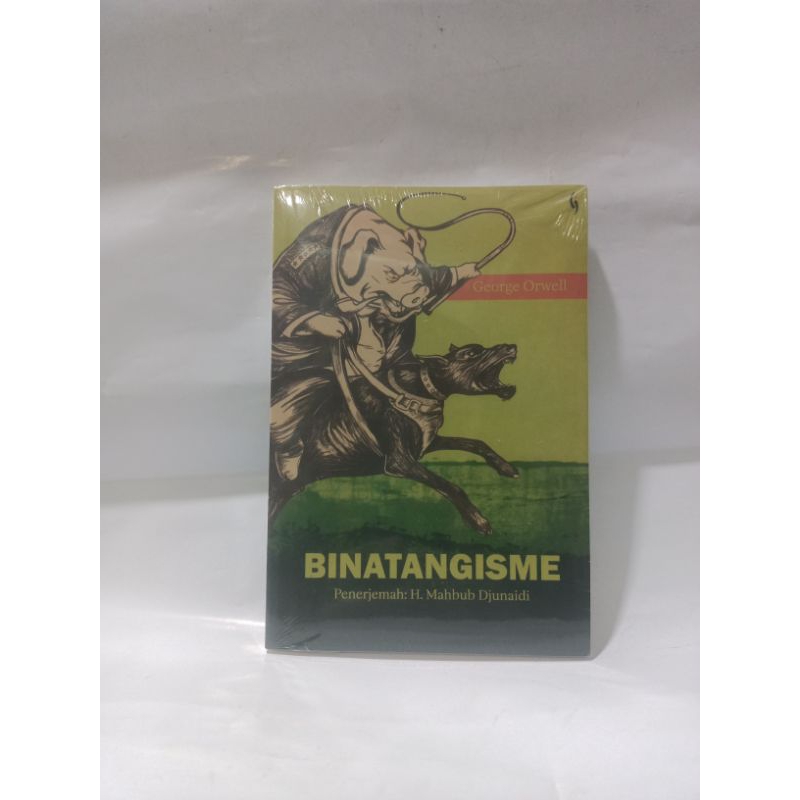 George Orwell
BINATANGISME
Penerjemah: H. Mahbub Djunaidi